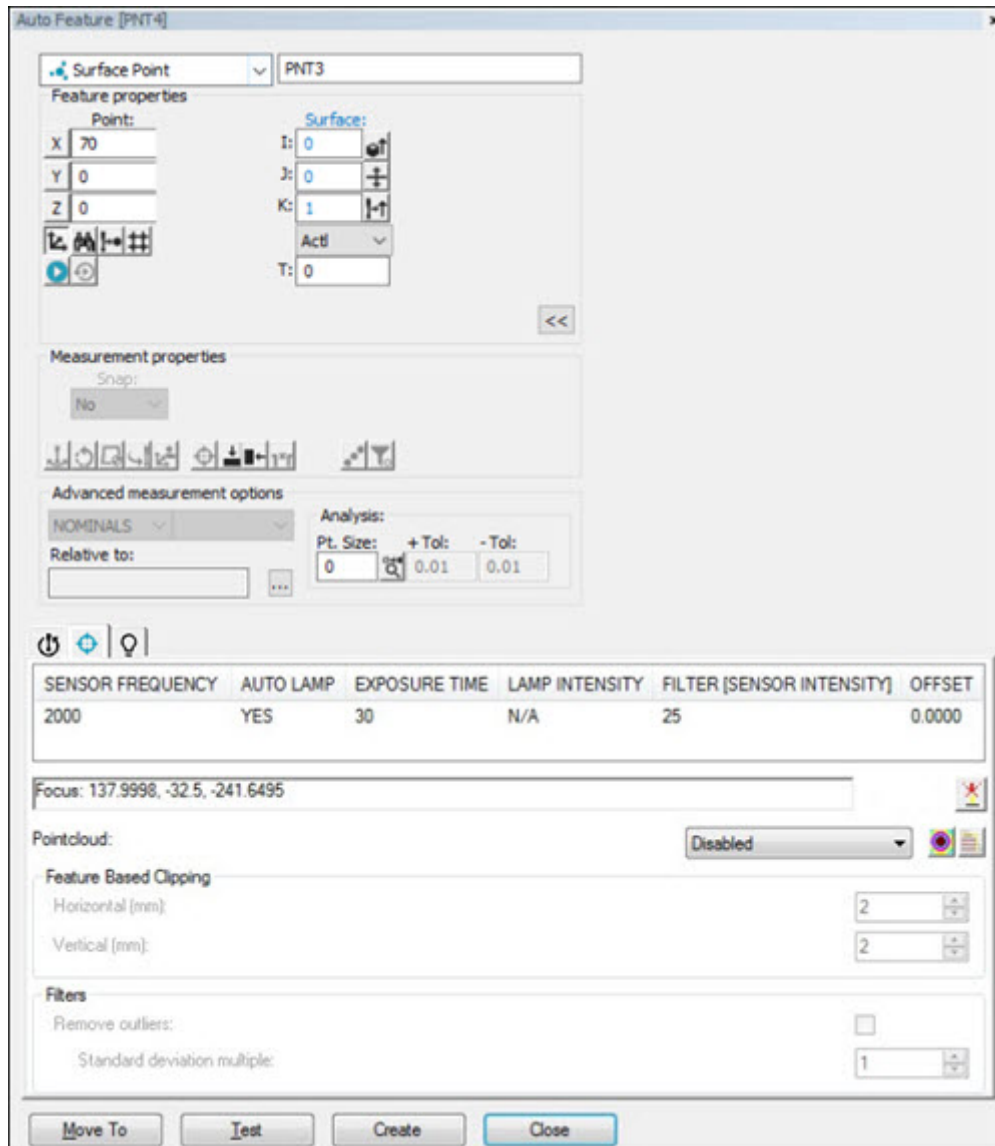 Auto Feature [PNT4]
Surface Point PNT3
Feature properties
Point: Surface:
X 70 I: 0
Y 0 J: 0
Z 0 K: 1
Actl
T: 0
<<
Measurement properties
Snap:
No
Advanced measurement options
NOMINALS Analysis:
Pt. Size: + Tol: - Tol:
Relative to: 0 0.01 0.01
...
SENSOR FREQUENCY AUTO LAMP EXPOSURE TIME LAMP INTENSITY FILTER [SENSOR INTENSITY] OFFSET
2000 YES 30 N/A 25 0.0000
Focus: 137.9998, -32.5, -241.6495
Pointcloud: Disabled
Feature Based Clipping
Horizontal (mm): 2
Vertical (mm): 2
Filters
Remove outliers:
Standard deviation multiple: 1
Move To Test Create Close